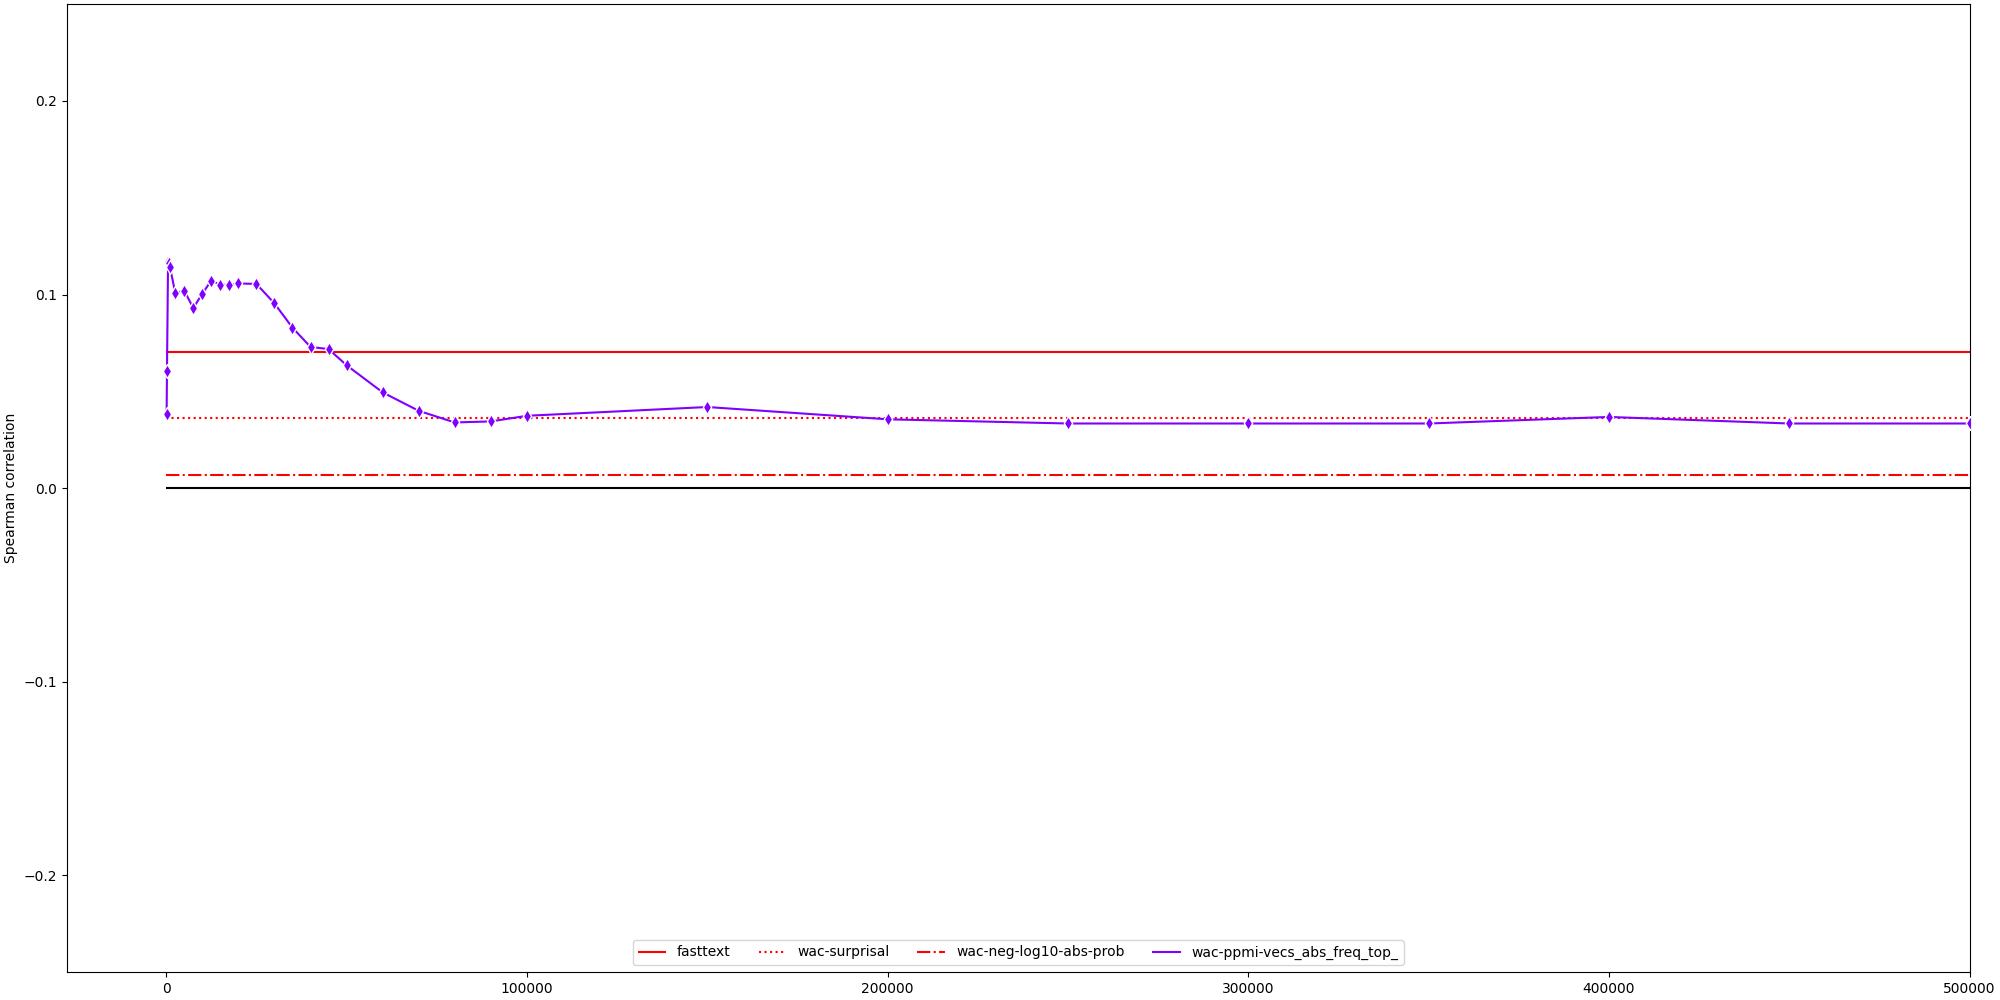 0.2
0.1
0.0
−0.1
−0.2
Spearman correlation
fasttext wac-surprisal wac-neg-log10-abs-prob wac-ppmi-vecs_abs_freq_top_
0 100000 200000 300000 400000 500000